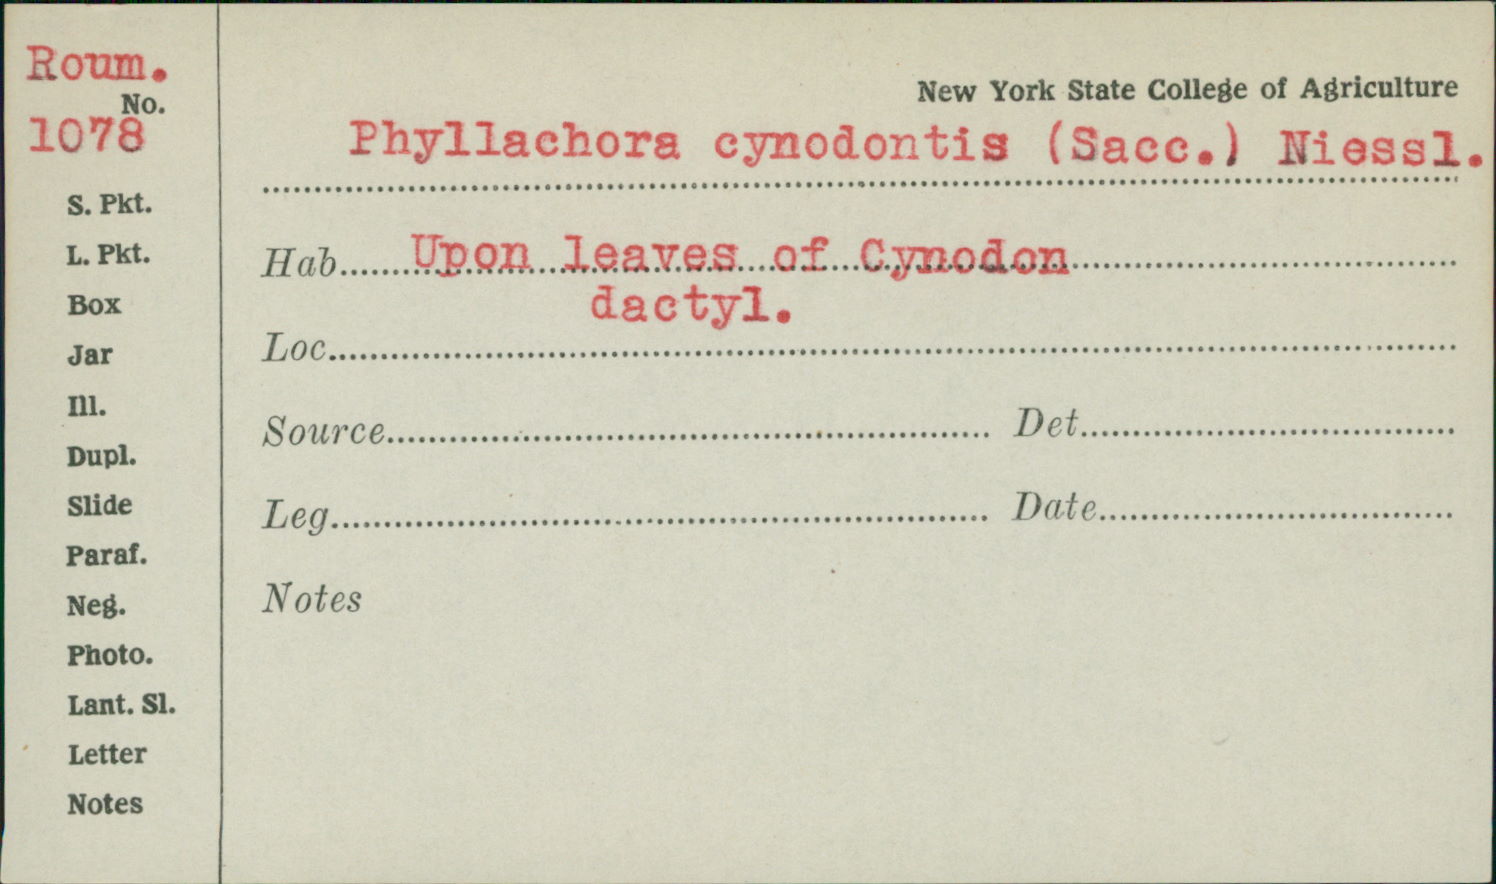 Roum.
No.
1078
S. Pkt.
L. Pkt.
Box
Jar
Ill.
Dupl.
Slide
Paraf.
Neg.
Photo.
Lant. Sl.
Letter
Notes
New York State College of Agriculture
Phyllachora cynodontis (Sacc.) Niessl.
Hab. Upon leaves of Cynodon
dactyl.
Loc.
Source
Det.
Leg.
Date
Notes